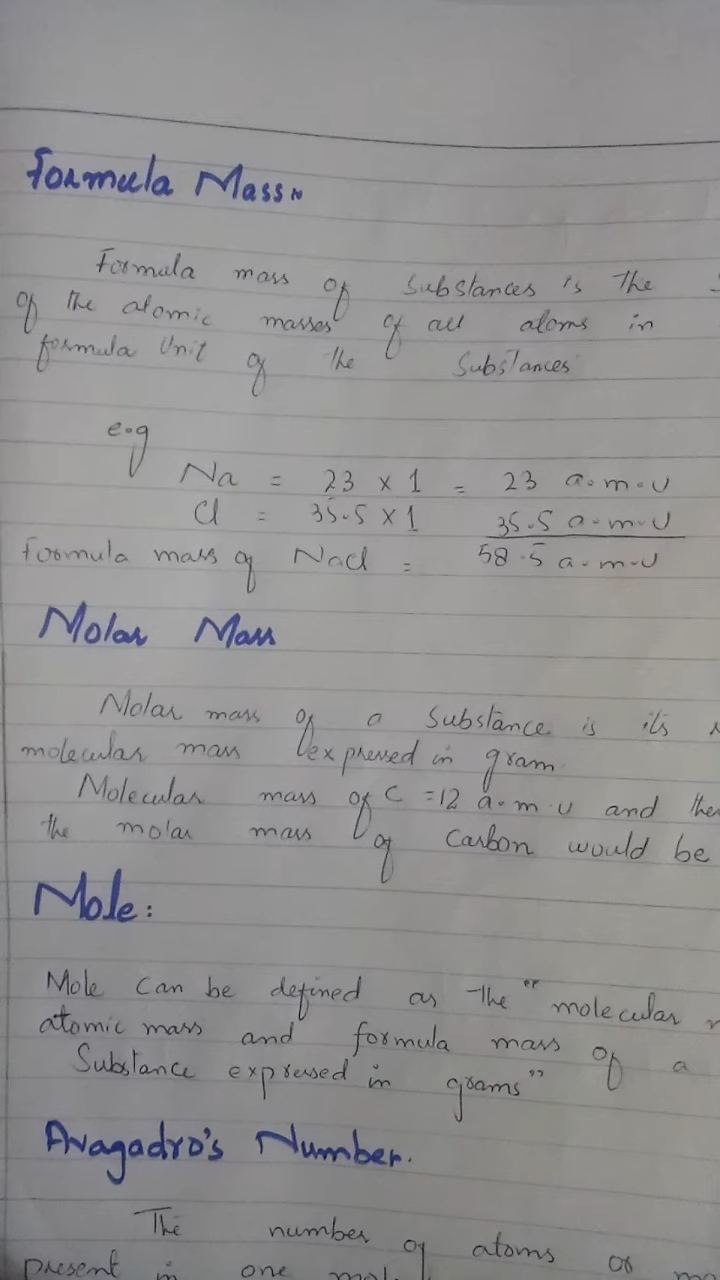 Formula Mass
Formula mass of Substances is The
of the atomic masses of all atoms in
formula Unit of the Substances
e.g
Na = 23 x 1 = 23 a.m.u
Cl = 35.5 x 1 35.5 a.m.u
formula mass of NaCl = 58.5 a.m.u
Molar Mass
Molar mass of a Substance is its
molecular mass expressed in gram
Molecular mass of C = 12 a.m.u and
the molar mass of Carbon would be
Mole:
Mole Can be defined as The "molecular
atomic mass and formula mass of a
Substance expressed in grams"
Avagadro's Number.
The number of atoms or
present in one